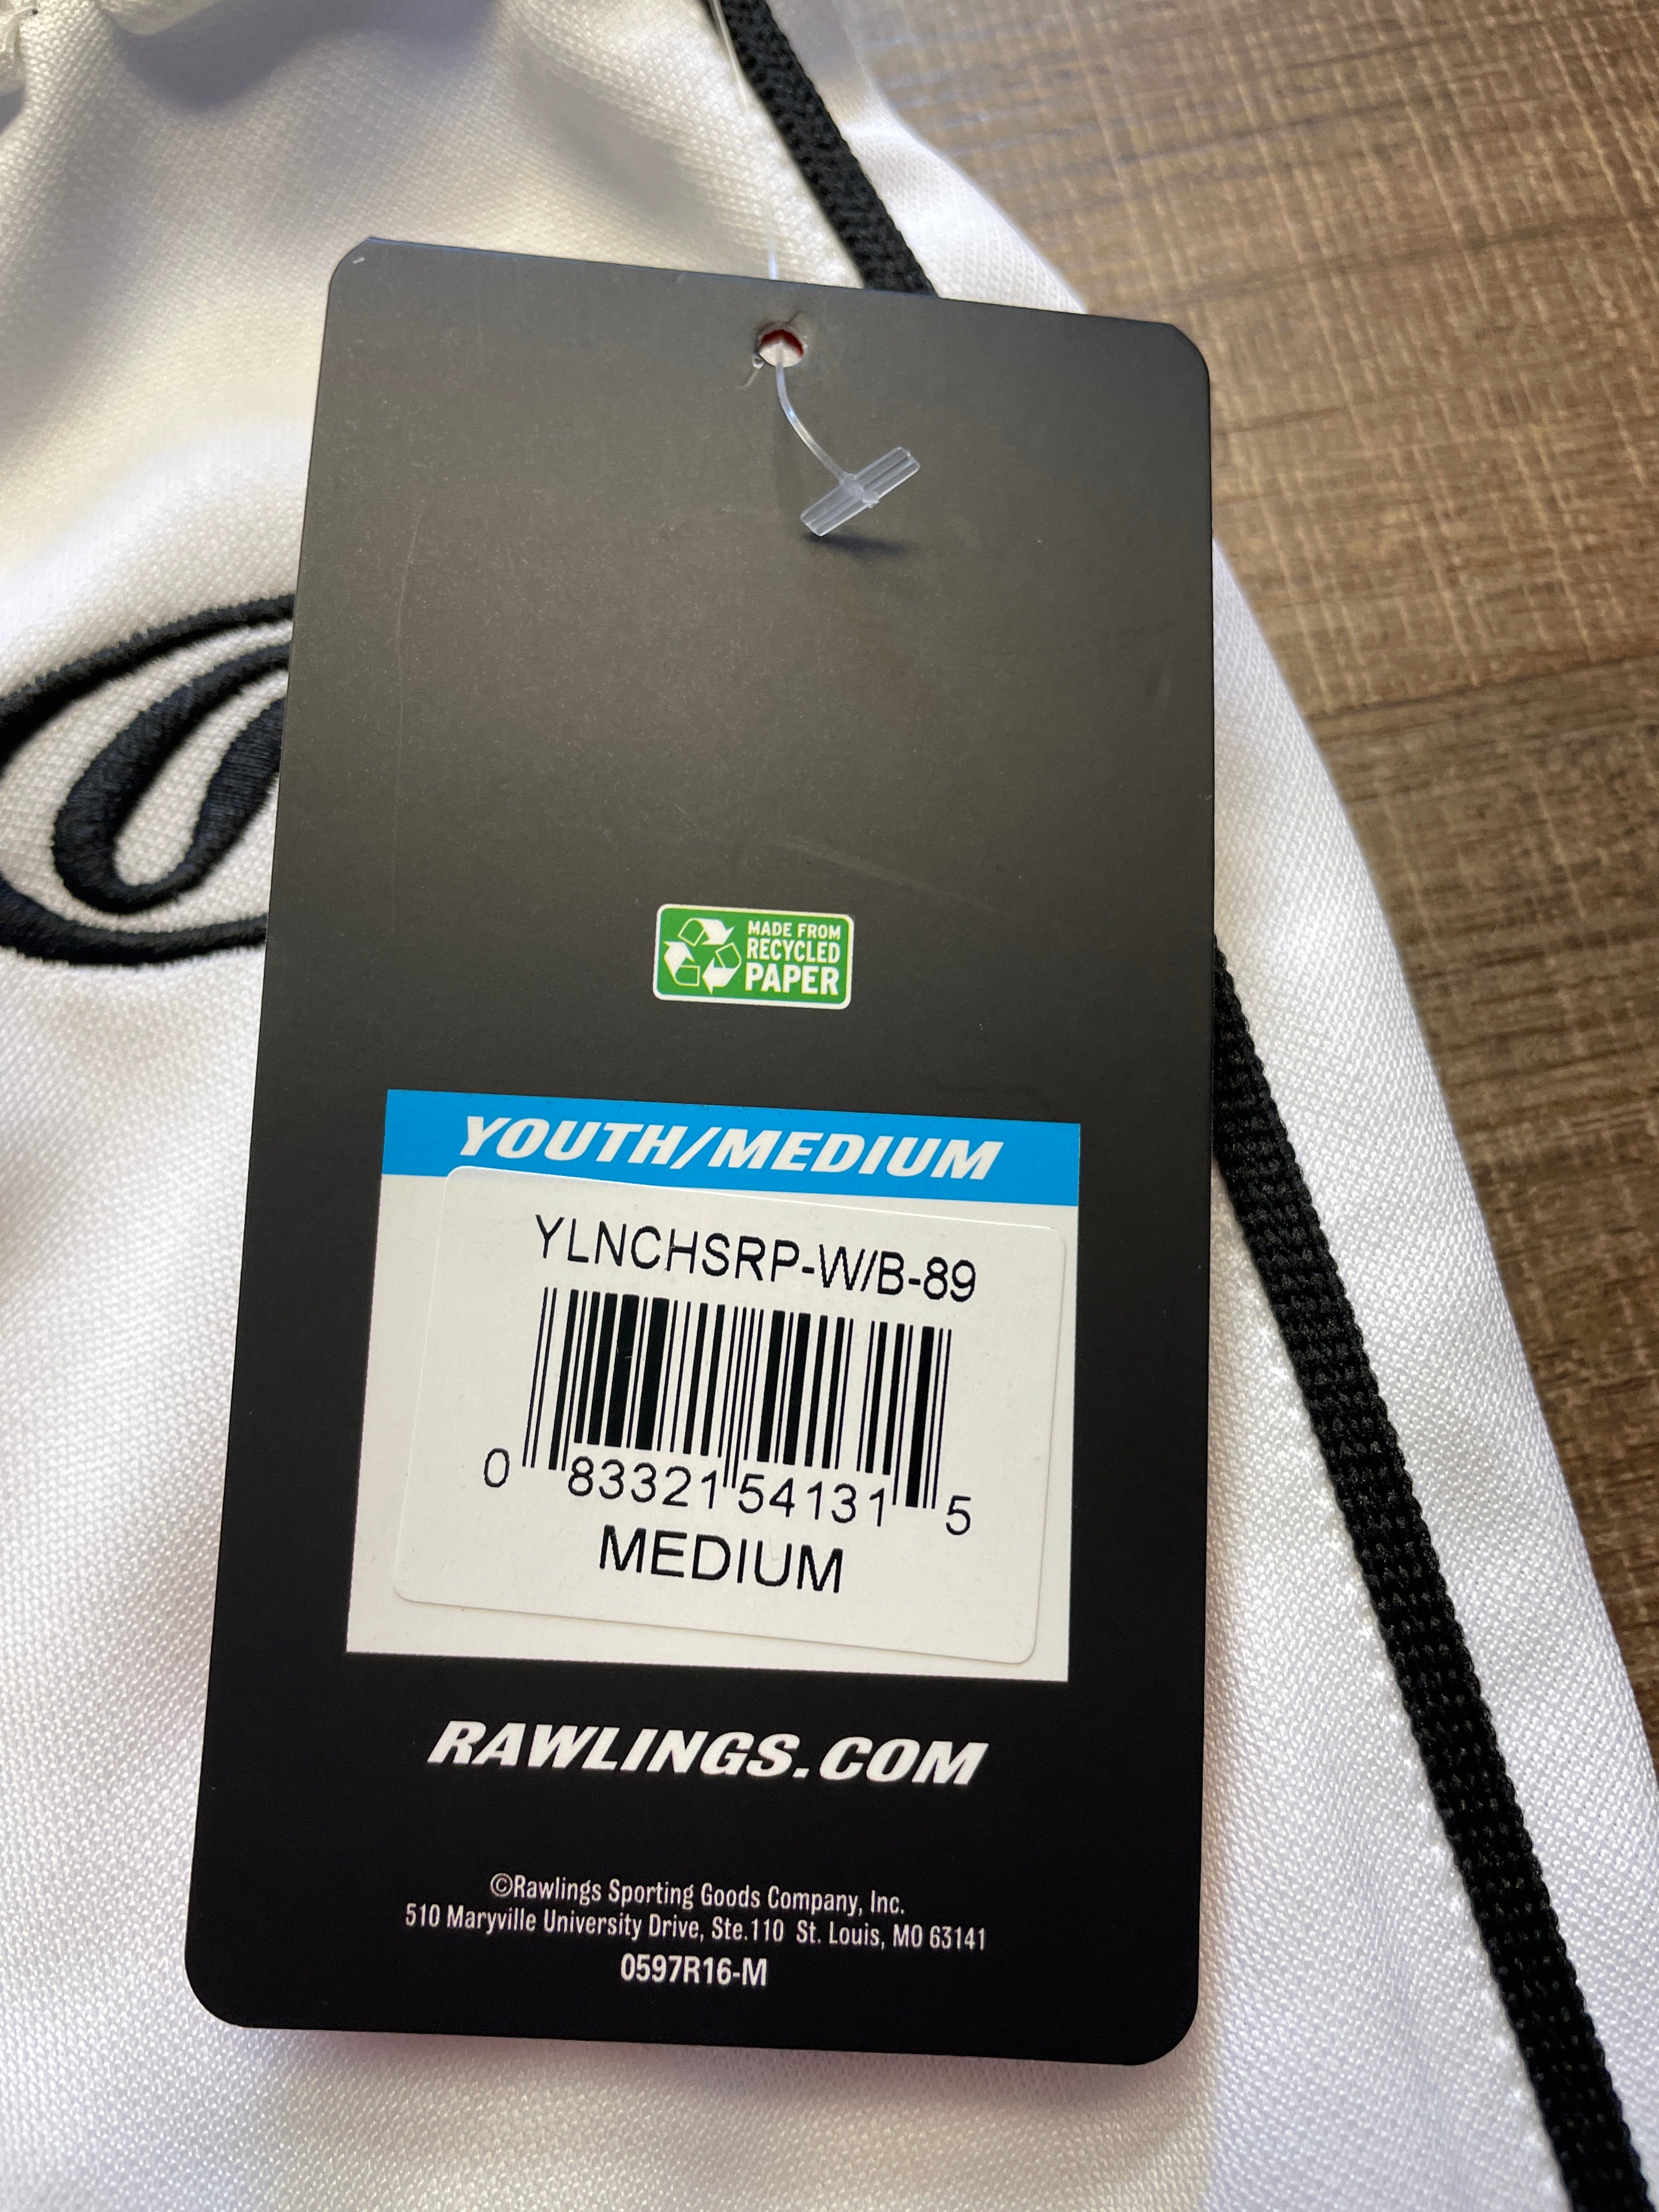 MADE FROM
RECYCLED
PAPER
YOUTH/MEDIUM
YLNCHSRP-W/B-89
0 83321 54131 5
MEDIUM
RAWLINGS.COM
©Rawlings Sporting Goods Company, Inc.
510 Maryville University Drive, Ste.110 St. Louis, MO 63141
0597R16-M